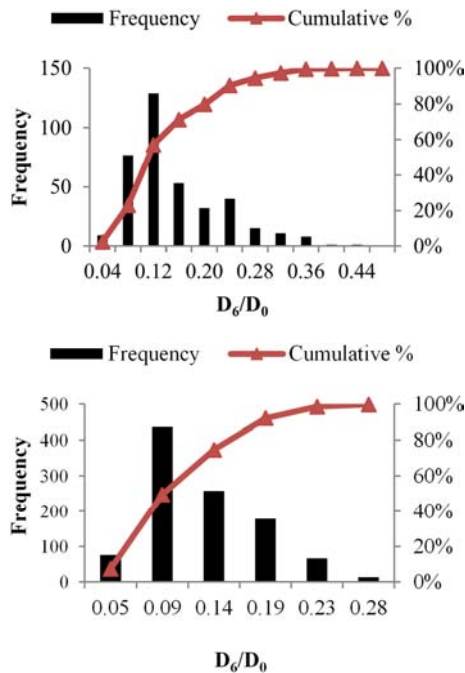 Frequency Cumulative %
150 100%
80%
100
60%
Frequency
40%
50
20%
0 0%
0.04 0.12 0.20 0.28 0.36 0.44
D6/D0
Frequency Cumulative %
500 100%
400 80%
300 60%
Frequency
200 40%
100 20%
0 0%
0.05 0.09 0.14 0.19 0.23 0.28
D6/D0